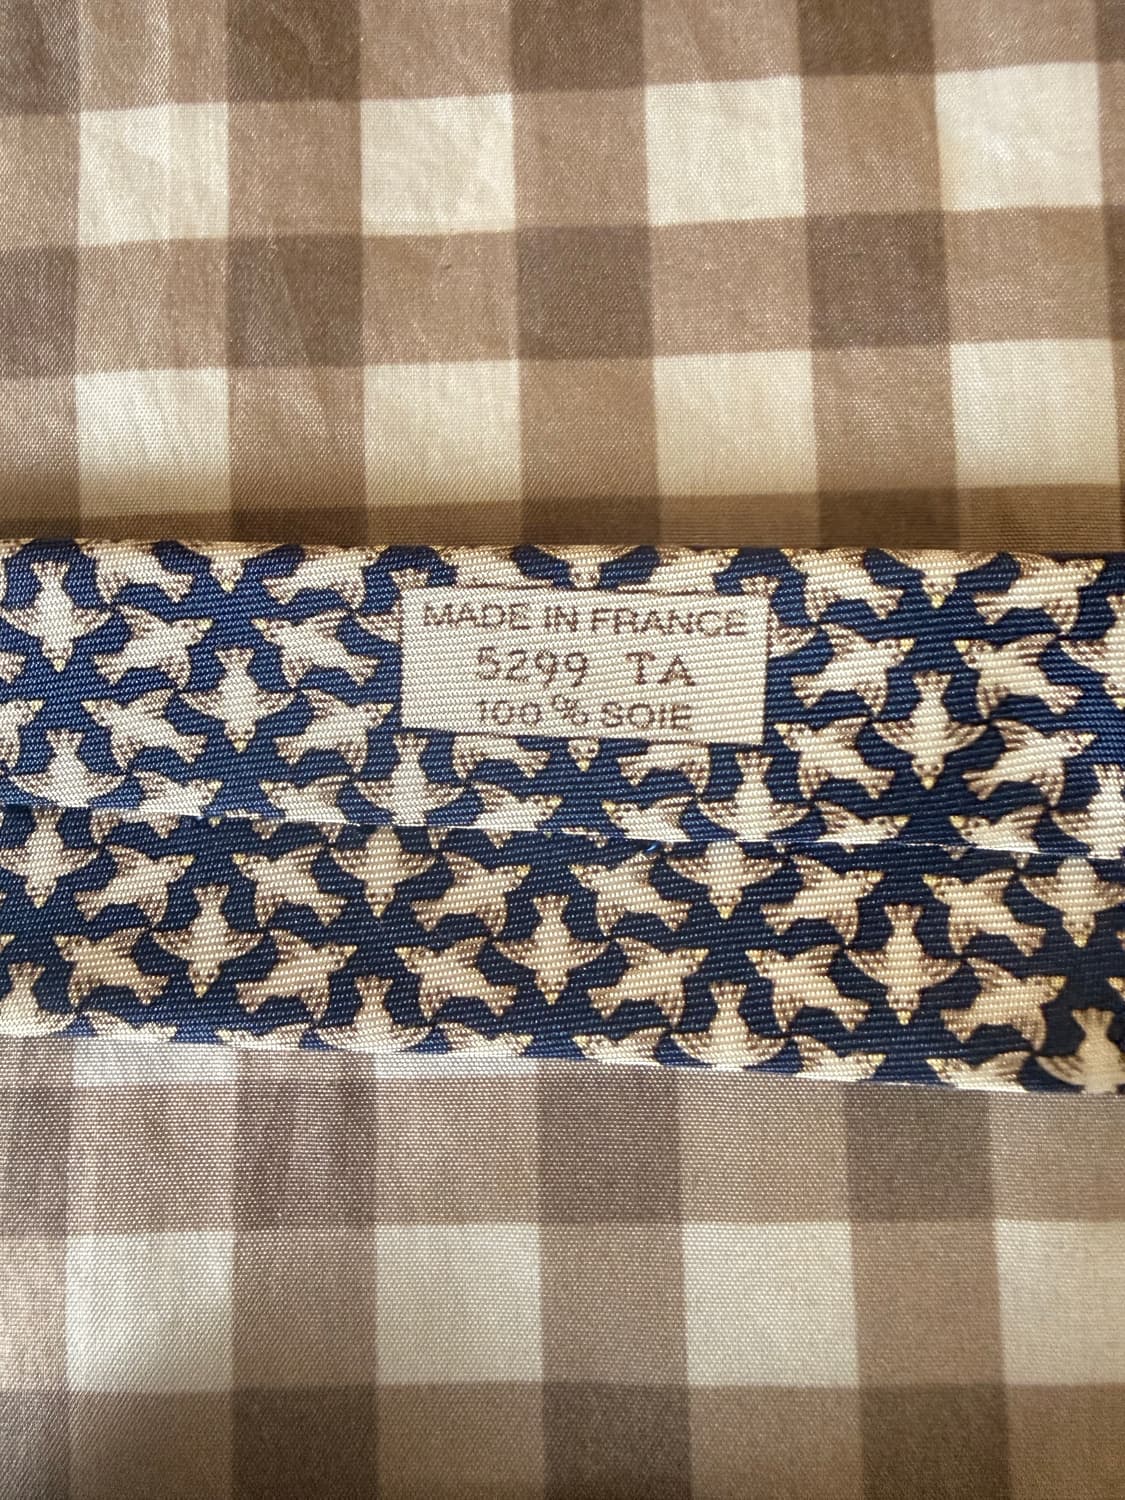 MADE IN FRANCE
5299 TA
100% SOIE